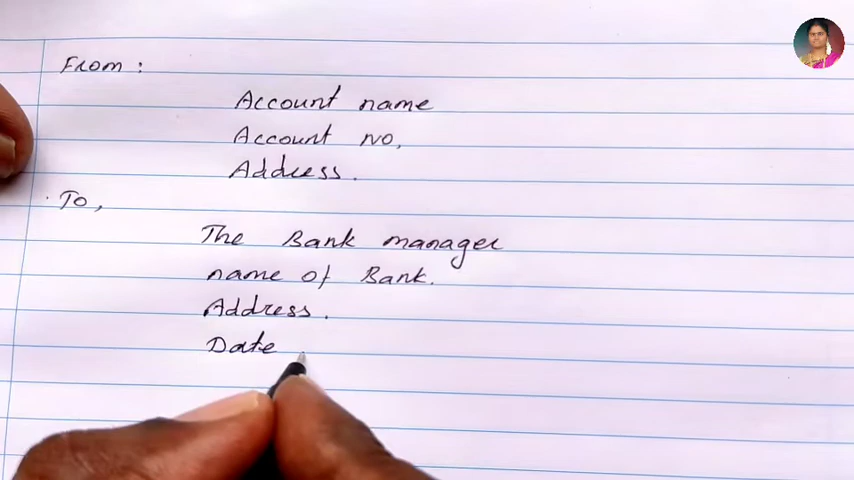 From :
Account name
Account no,
Address.
To,
The Bank manager
name of Bank.
Address.
Date